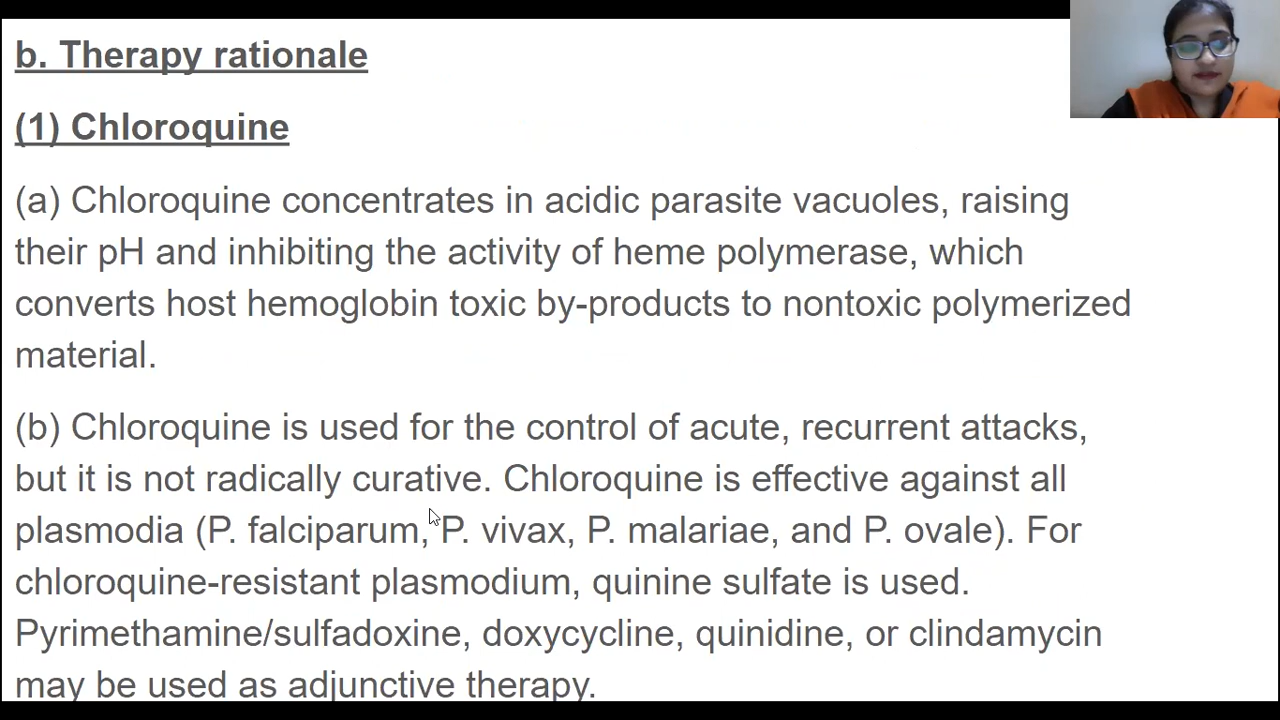 b. Therapy rationale
(1) Chloroquine
(a) Chloroquine concentrates in acidic parasite vacuoles, raising
their pH and inhibiting the activity of heme polymerase, which
converts host hemoglobin toxic by-products to nontoxic polymerized
material.
(b) Chloroquine is used for the control of acute, recurrent attacks,
but it is not radically curative. Chloroquine is effective against all
plasmodia (P. falciparum, P. vivax, P. malariae, and P. ovale). For
chloroquine-resistant plasmodium, quinine sulfate is used.
Pyrimethamine/sulfadoxine, doxycycline, quinidine, or clindamycin
may be used as adjunctive therapy.